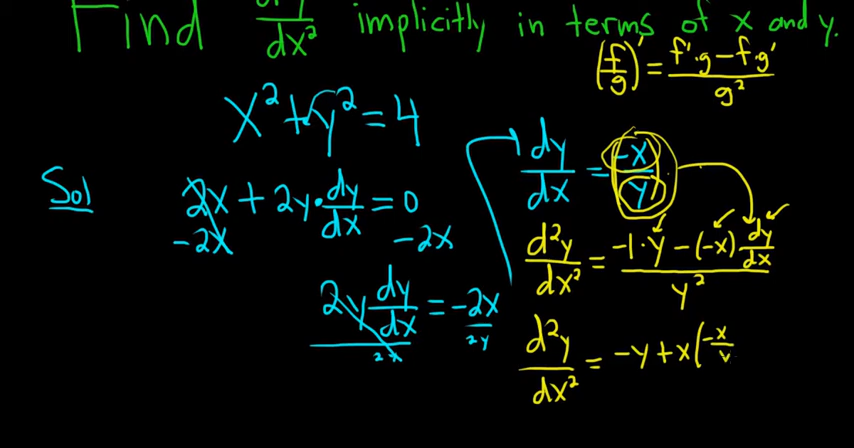 Find d²y/dx² implicitly in terms of x and y.
(f/g)' = (f'·g − f·g')/g²
x² + y² = 4
Sol
2x + 2y · dy/dx = 0
−2x −2x
2y dy/dx = −2x
2x 2y
dy/dx = −x/y
d²y/dx² = (−1·y − (−x) dy/dx)/y²
d²y/dx² = −y + x(−x/y